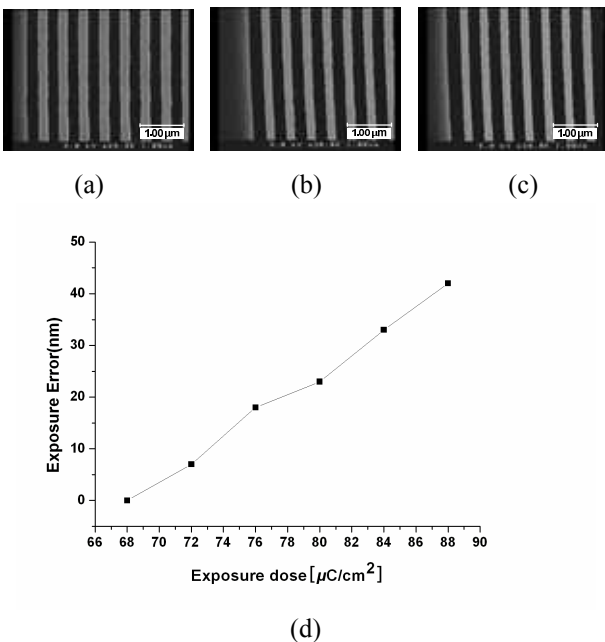 1.00 μm
1.00 μm
1.00 μm
(a)
(b)
(c)
50
40
30
20
10
0
Exposure Error(nm)
66 68 70 72 74 76 78 80 82 84 86 88 90
Exposure dose [μC/cm²]
(d)